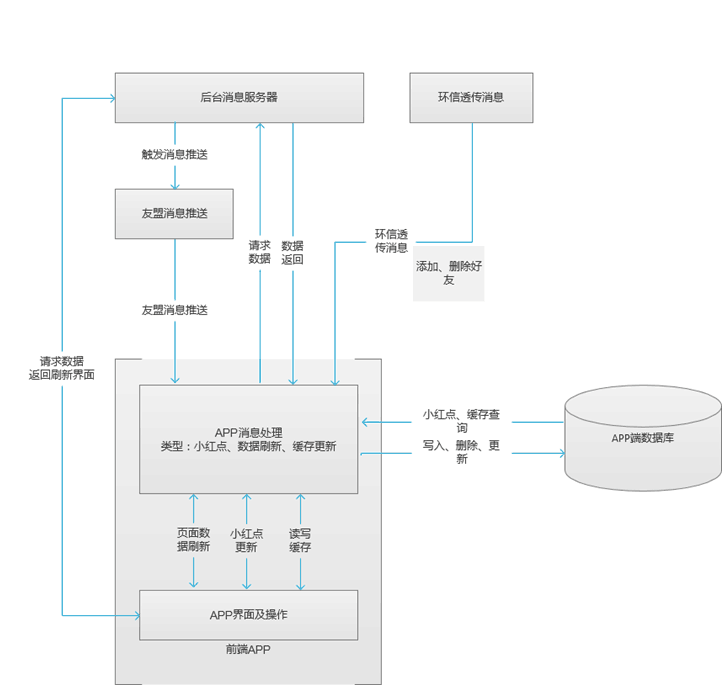 后台消息服务器
环信透传消息
触发消息推送
友盟消息推送
请求
数据
数据
返回
环信透
传消息
添加、删除好
友
友盟消息推送
请求数据
返回刷新界面
APP消息处理
类型：小红点、数据刷新、缓存更新
小红点、缓存查
询
写入、删除、更
新
APP端数据库
页面数
据刷新
小红点
更新
读写
缓存
APP界面及操作
前端APP